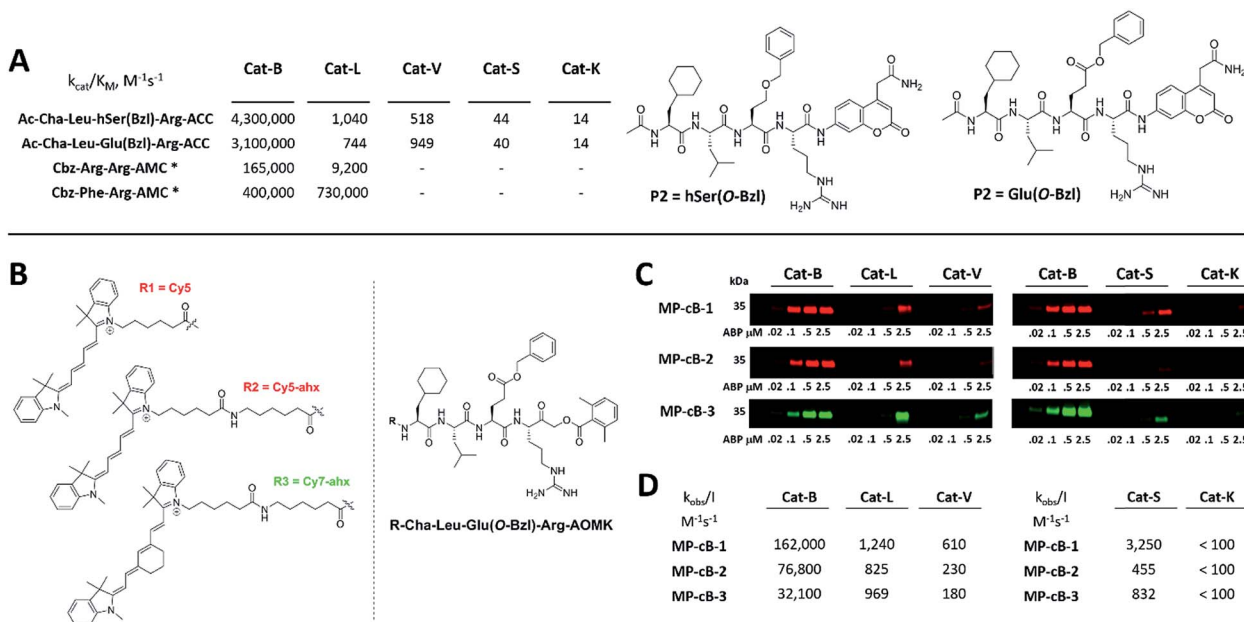 A
k_cat/K_M, M⁻¹s⁻¹ Cat-B Cat-L Cat-V Cat-S Cat-K
Ac-Cha-Leu-hSer(Bzl)-Arg-ACC 4,300,000 1,040 518 44 14
Ac-Cha-Leu-Glu(Bzl)-Arg-ACC 3,100,000 744 949 40 14
Cbz-Arg-Arg-AMC * 165,000 9,200 - - -
Cbz-Phe-Arg-AMC * 400,000 730,000 - - -
P2 = hSer(O-Bzl)
P2 = Glu(O-Bzl)
B
R1 = Cy5
R2 = Cy5-ahx
R3 = Cy7-ahx
R-Cha-Leu-Glu(O-Bzl)-Arg-AOMK
C
kDa Cat-B Cat-L Cat-V Cat-B Cat-S Cat-K
MP-cB-1 35
ABP μM .02 .1 .5 2.5 .02 .1 .5 2.5 .02 .1 .5 2.5 .02 .1 .5 2.5 .02 .1 .5 2.5 .02 .1 .5 2.5
MP-cB-2 35
ABP μM .02 .1 .5 2.5 .02 .1 .5 2.5 .02 .1 .5 2.5 .02 .1 .5 2.5 .02 .1 .5 2.5 .02 .1 .5 2.5
MP-cB-3 35
ABP μM .02 .1 .5 2.5 .02 .1 .5 2.5 .02 .1 .5 2.5 .02 .1 .5 2.5 .02 .1 .5 2.5 .02 .1 .5 2.5
D
k_obs/I Cat-B Cat-L Cat-V k_obs/I Cat-S Cat-K
M⁻¹s⁻¹ M⁻¹s⁻¹
MP-cB-1 162,000 1,240 610 MP-cB-1 3,250 < 100
MP-cB-2 76,800 825 230 MP-cB-2 455 < 100
MP-cB-3 32,100 969 180 MP-cB-3 832 < 100